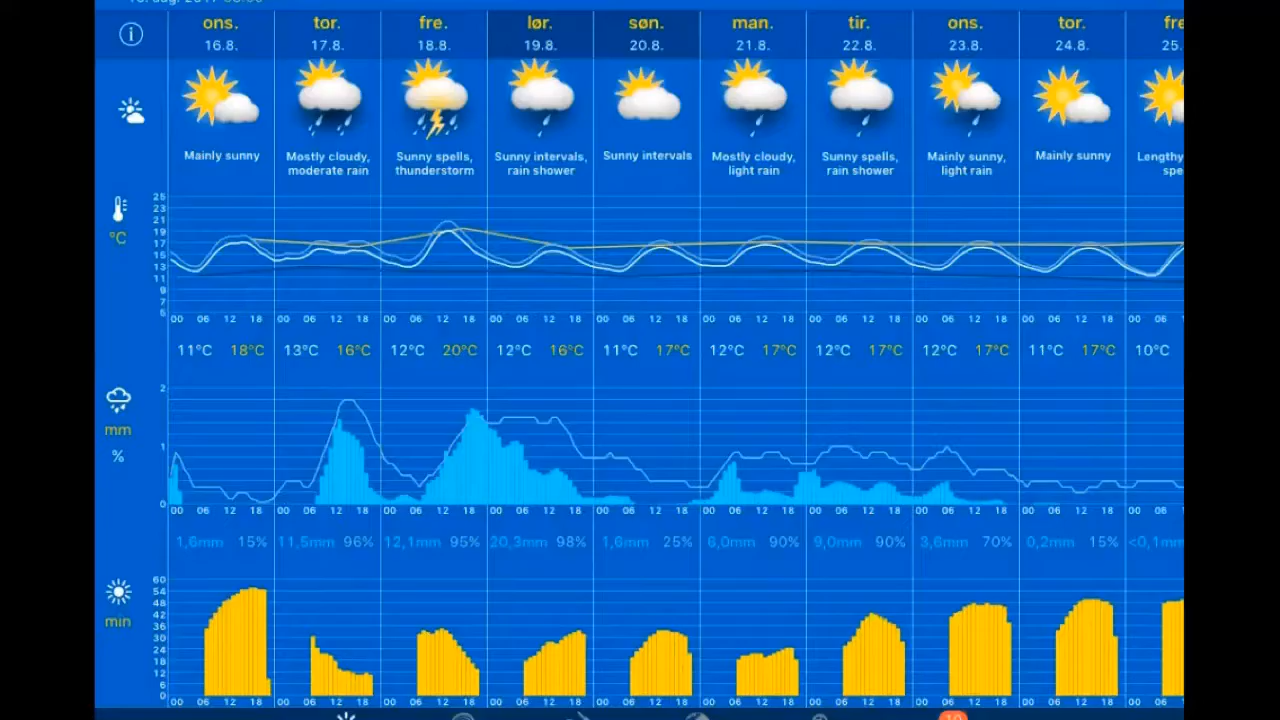 ons. tor. fre. lør. søn. man. tir. ons. tor. fre
16.8. 17.8. 18.8. 19.8. 20.8. 21.8. 22.8. 23.8. 24.8. 25.
Mainly sunny Mostly cloudy, Sunny spells, Sunny intervals, Sunny intervals Mostly cloudy, Sunny spells, Mainly sunny, Mainly sunny Lengthy
moderate rain thunderstorm rain shower light rain rain shower light rain spe
25
23
21
19
17
15
13
11
9
7
5
°C
00 06 12 18 00 06 12 18 00 06 12 18 00 06 12 18 00 06 12 18 00 06 12 18 00 06 12 18 00 06 12 18 00 06 12 18 00 06
11°C 18°C 13°C 16°C 12°C 20°C 12°C 16°C 11°C 17°C 12°C 17°C 12°C 17°C 12°C 17°C 11°C 17°C 10°C
2
mm
1
%
0
00 06 12 18 00 06 12 18 00 06 12 18 00 06 12 18 00 06 12 18 00 06 12 18 00 06 12 18 00 06 12 18 00 06 12 18 00 06
1,6mm 15% 11,5mm 96% 12,1mm 95% 20,3mm 98% 1,6mm 25% 6,0mm 90% 9,0mm 90% 3,6mm 70% 0,2mm 15% <0,1mm
60
54
48
42
36
30
24
18
12
6
0
min
00 06 12 18 00 06 12 18 00 06 12 18 00 06 12 18 00 06 12 18 00 06 12 18 00 06 12 18 00 06 12 18 00 06 12 18 00 06